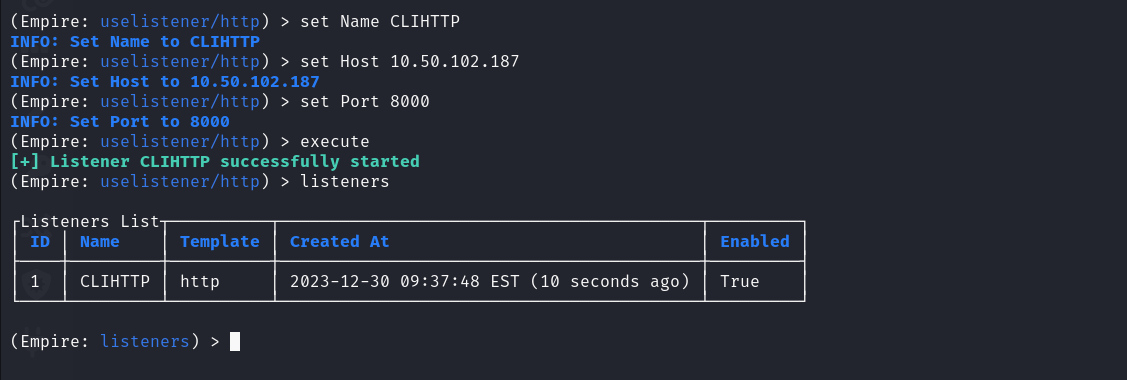 (Empire: uselistener/http) > set Name CLIHTTP
INFO: Set Name to CLIHTTP
(Empire: uselistener/http) > set Host 10.50.102.187
INFO: Set Host to 10.50.102.187
(Empire: uselistener/http) > set Port 8000
INFO: Set Port to 8000
(Empire: uselistener/http) > execute
[+] Listener CLIHTTP successfully started
(Empire: uselistener/http) > listeners
Listeners List
ID Name Template Created At Enabled
1 CLIHTTP http 2023-12-30 09:37:48 EST (10 seconds ago) True
(Empire: listeners) >